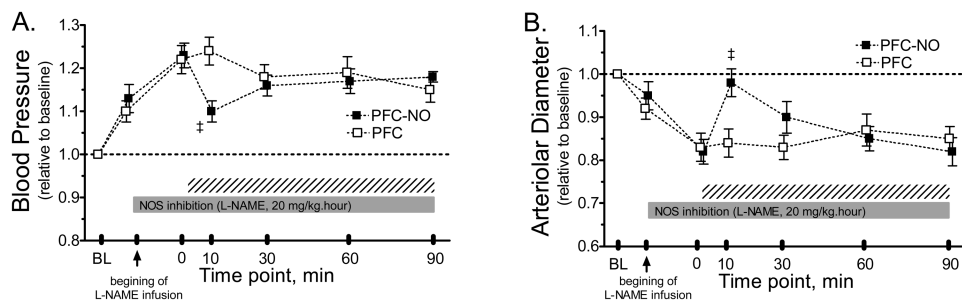 A.
Blood Pressure
(relative to baseline)
1.3
1.2
1.1
1.0
0.9
0.8
‡
PFC-NO
PFC
NOS inhibition (L-NAME, 20 mg/kg.hour)
BL
0
10
30
60
90
begining of
L-NAME infusion
Time point, min
B.
Arteriolar Diameter
(relative to baseline)
1.1
1.0
0.9
0.8
0.7
0.6
‡
PFC-NO
PFC
NOS inhibition (L-NAME, 20 mg/kg.hour)
BL
0
10
30
60
90
begining of
L-NAME infusion
Time point, min